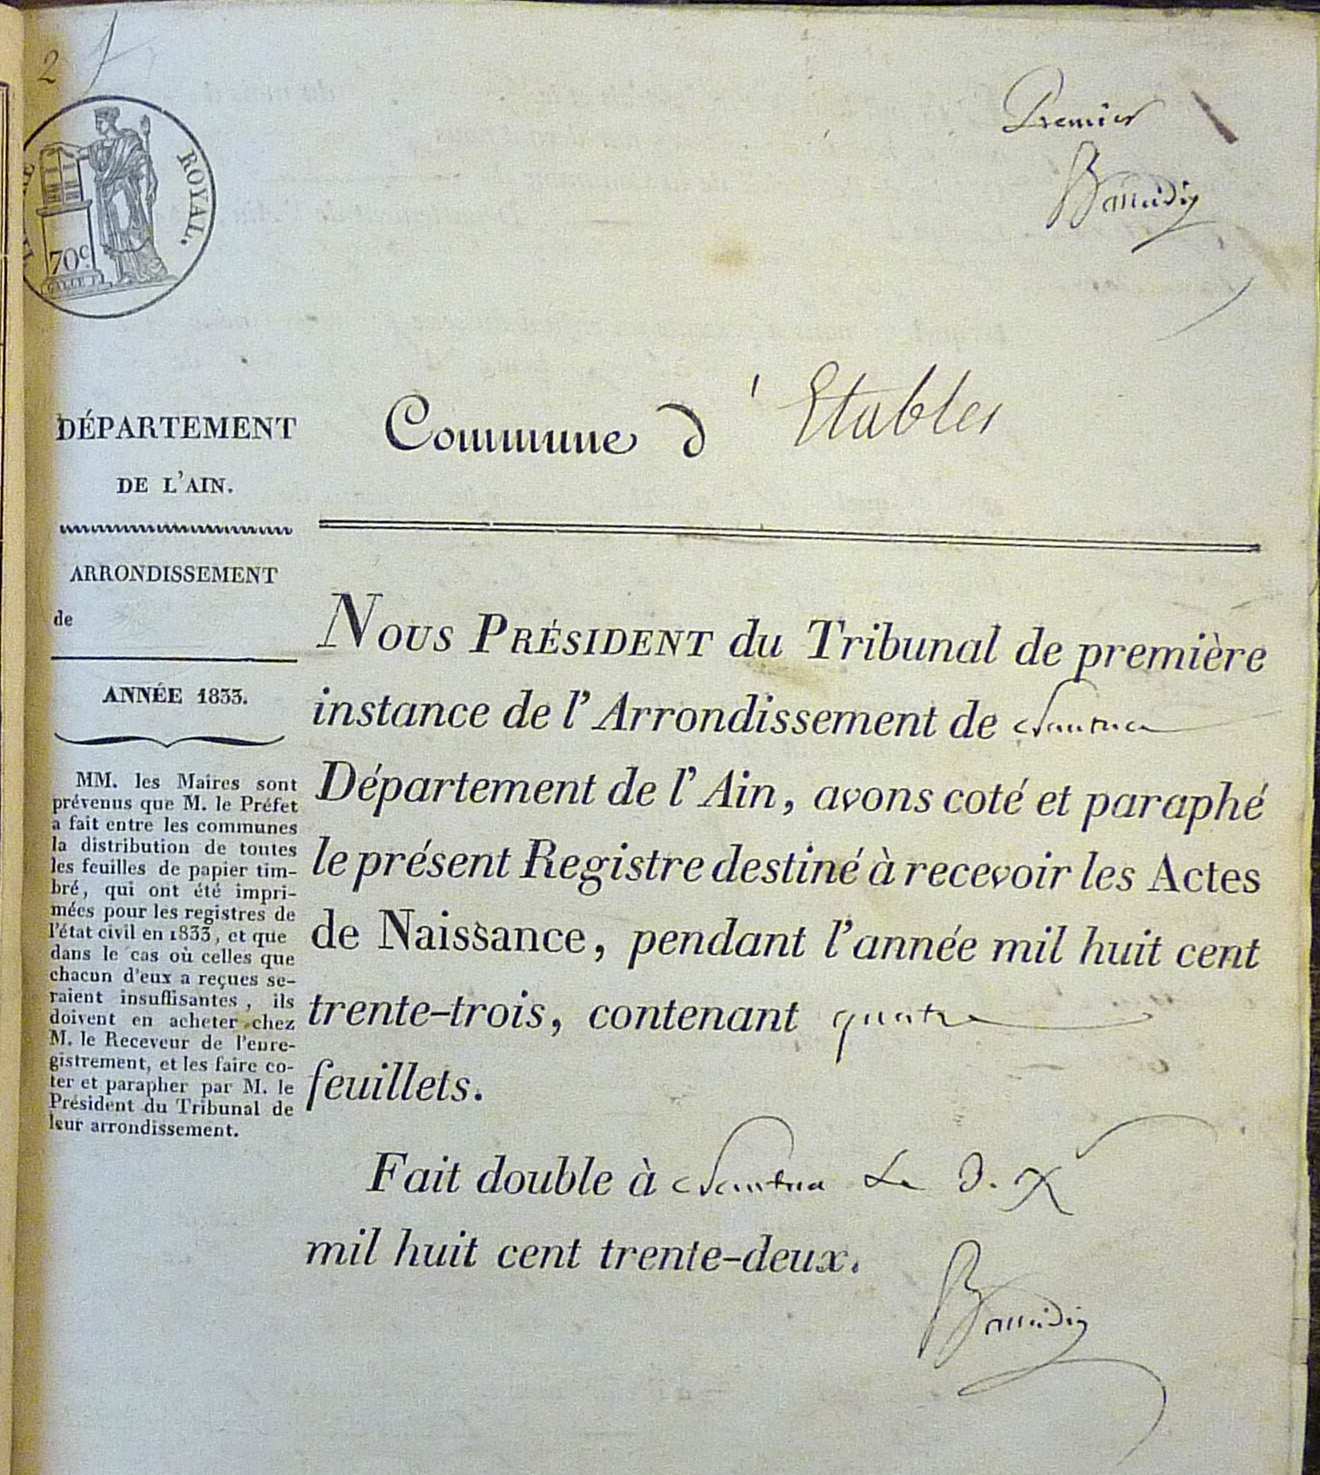 2
ROYAL.
70c
Premier
DÉPARTEMENT
DE L'AIN.
Commune d'Etables
ARRONDISSEMENT
de
ANNÉE 1833.
MM. les Maires sont
prévenus que M. le Préfet
a fait entre les communes
la distribution de toutes
les feuilles de papier tim-
bré, qui ont été impri-
mées pour les registres de
l'état civil en 1833, et que
dans le cas où celles que
chacun d'eux a reçues se-
raient insuffisantes, ils
doivent en acheter chez
M. le Receveur de l'enre-
gistrement, et les faire co-
ter et parapher par M. le
Président du Tribunal de
leur arrondissement.
NOUS PRÉSIDENT du Tribunal de première
instance de l'Arrondissement de Nantua
Département de l'Ain, avons coté et paraphé
le présent Registre destiné à recevoir les Actes
de Naissance, pendant l'année mil huit cent
trente-trois, contenant quatre
feuillets.
Fait double à Nantua Le
mil huit cent trente-deux.